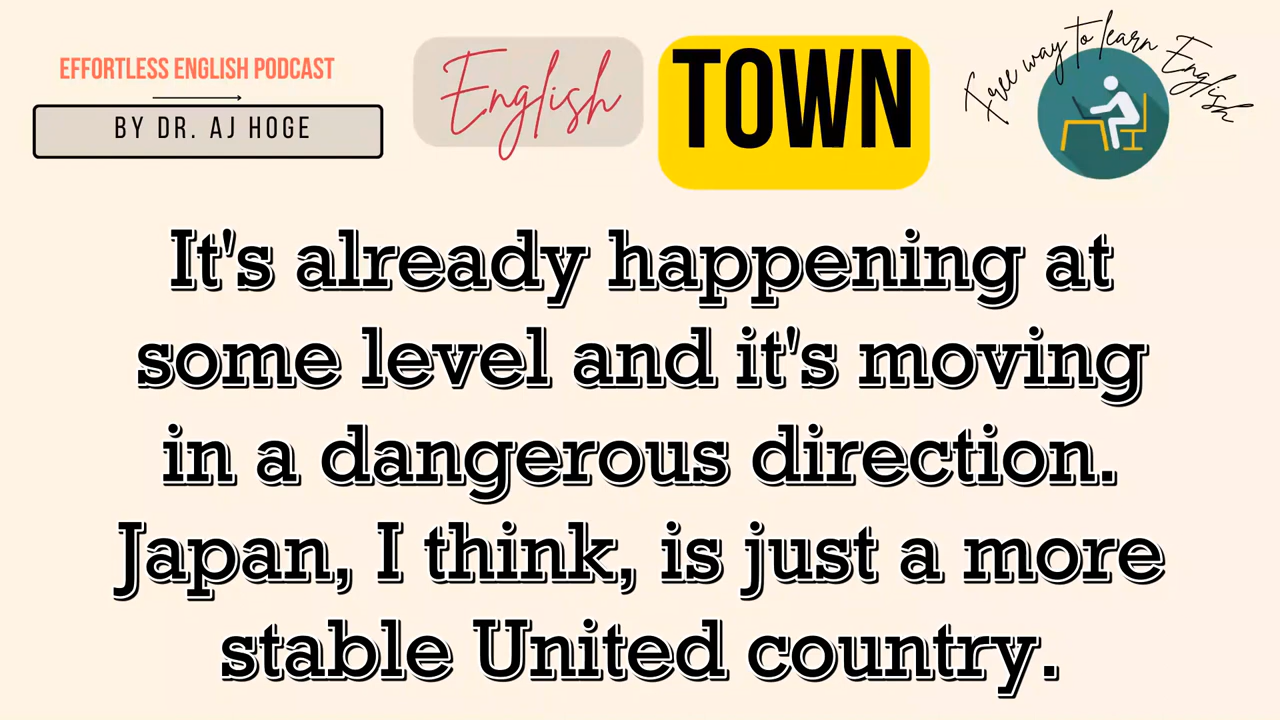 EFFORTLESS ENGLISH PODCAST
BY DR. AJ HOGE
English
TOWN
Free way to learn English
It's already happening at
some level and it's moving
in a dangerous direction.
Japan, I think, is just a more
stable United country.